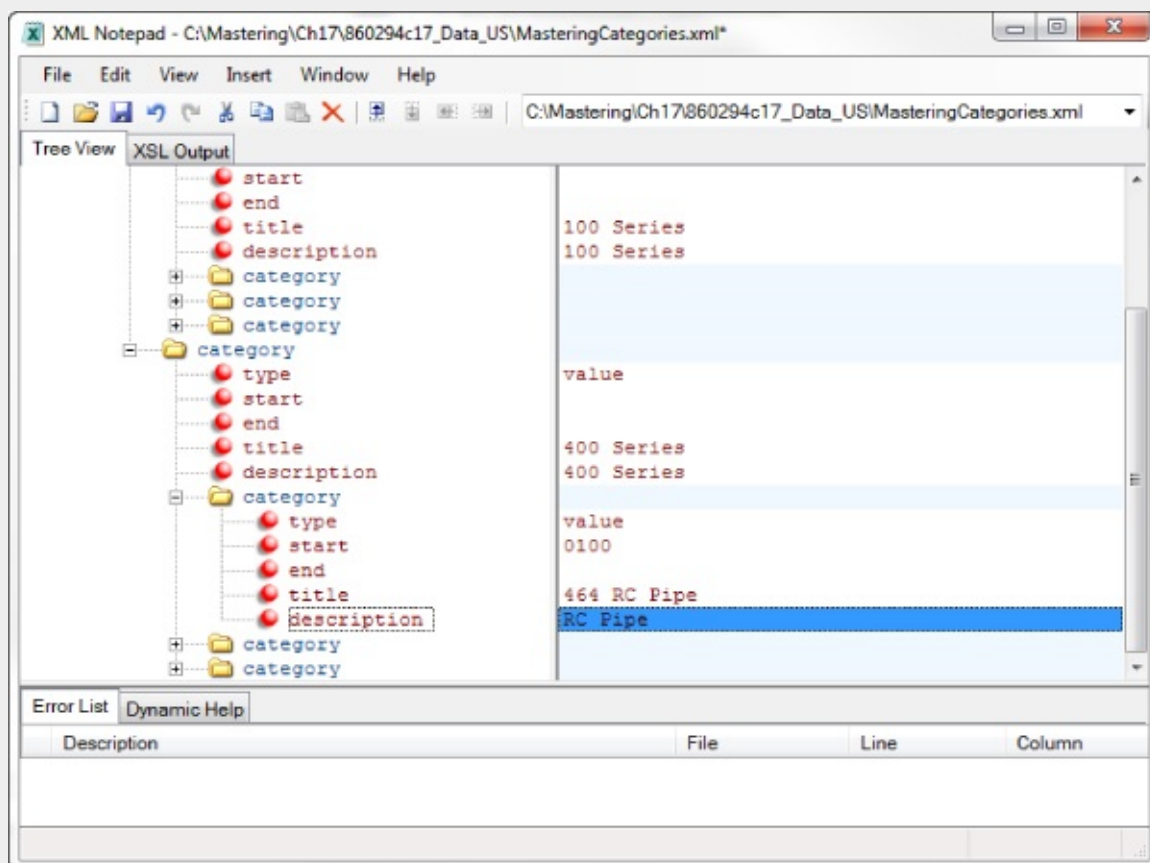 XML Notepad - C:\Mastering\Ch17\860294c17_Data_US\MasteringCategories.xml*
File Edit View Insert Window Help
C:\Mastering\Ch17\860294c17_Data_US\MasteringCategories.xml
Tree View XSL Output
start
end
title 100 Series
description 100 Series
category
category
category
category
type value
start
end
title 400 Series
description 400 Series
category
type value
start 0100
end
title 464 RC Pipe
description RC Pipe
category
category
Error List Dynamic Help
Description File Line Column